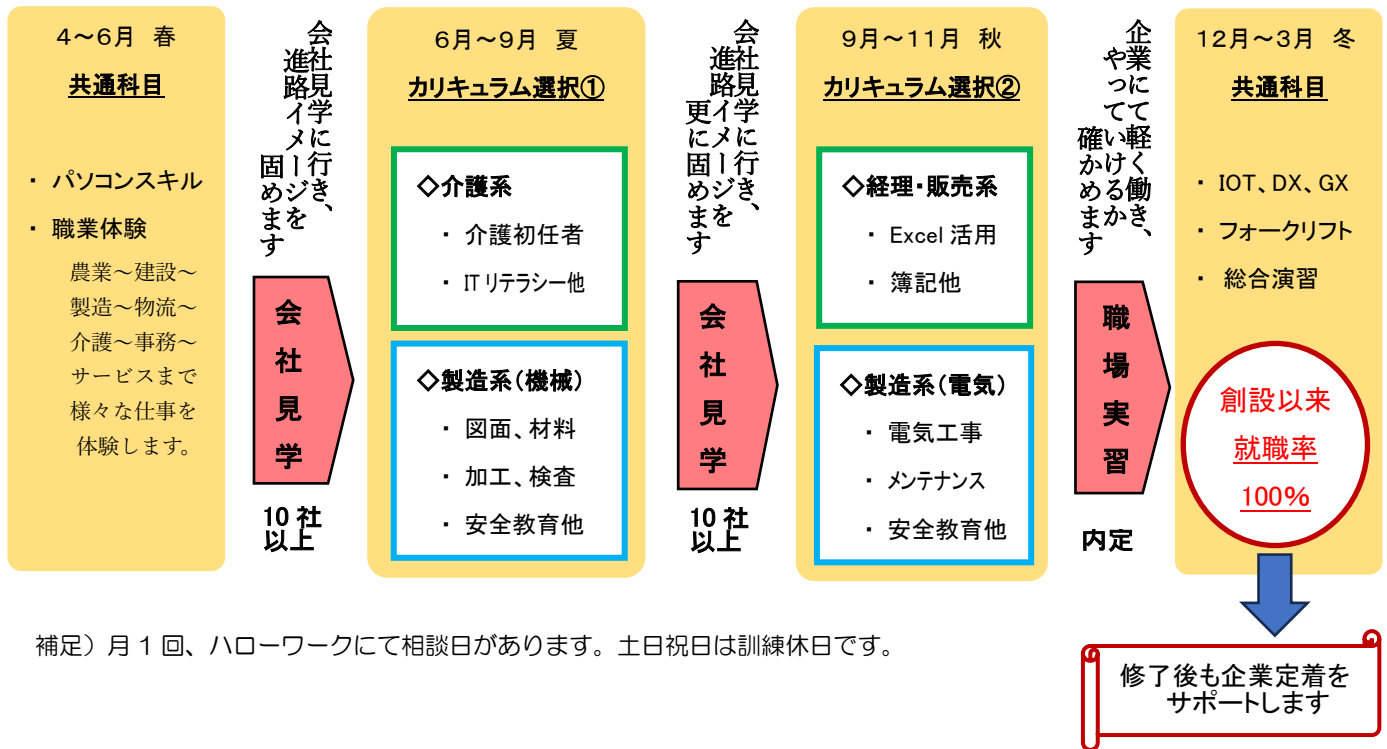 4～6月 春
共通科目
・ パソコンスキル
・ 職業体験
農業～建設～
製造～物流～
介護～事務～
サービスまで
様々な仕事を
体験します。
会社見学に行き、
進路イメージを
固めます
会社見学
10社
以上
6月～9月 夏
カリキュラム選択①
◇介護系
・ 介護初任者
・ ITリテラシー他
◇製造系(機械)
・ 図面、材料
・ 加工、検査
・ 安全教育他
会社見学に行き、
進路イメージを
更に固めます
会社見学
10社
以上
9月～11月 秋
カリキュラム選択②
◇経理・販売系
・ Excel活用
・ 簿記他
◇製造系(電気)
・ 電気工事
・ メンテナンス
・ 安全教育他
企業にて軽く働き、
やっていけるか
確かめます
職場実習
内定
12月～3月 冬
共通科目
・ IOT、DX、GX
・ フォークリフト
・ 総合演習
創設以来
就職率
100%
修了後も企業定着を
サポートします
補足）月1回、ハローワークにて相談日があります。土日祝日は訓練休日です。